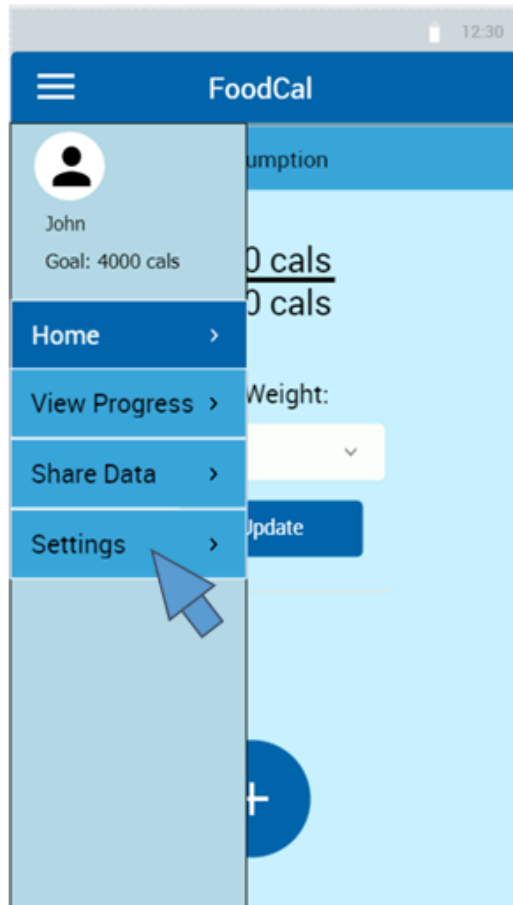 12:30
FoodCal
umption
John
Goal: 4000 cals
0 cals
0 cals
Home
View Progress
Weight:
Share Data
Settings
Update
+